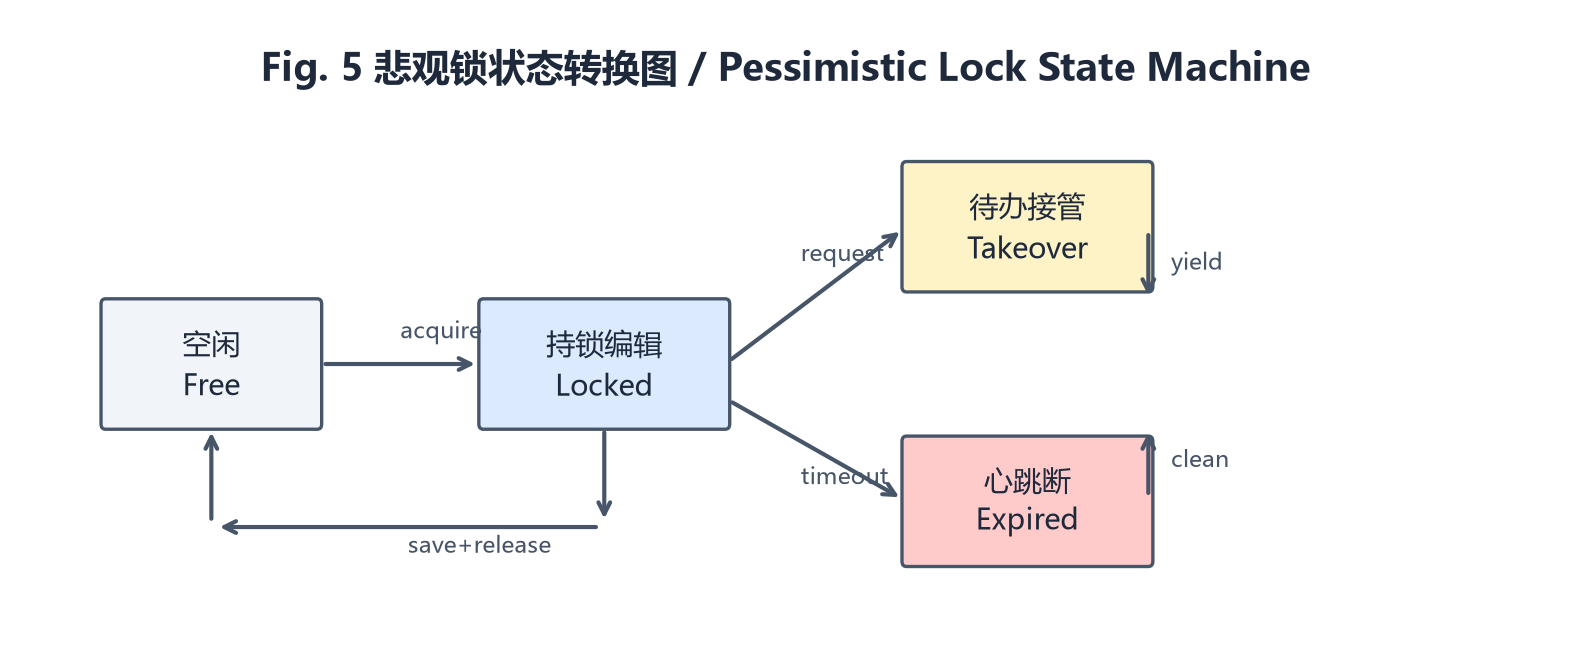 Fig. 5 悲观锁状态转换图 / Pessimistic Lock State Machine
待办接管
Takeover
request
yield
acquire
空闲
Free
持锁编辑
Locked
timeout
clean
心跳断
Expired
save+release